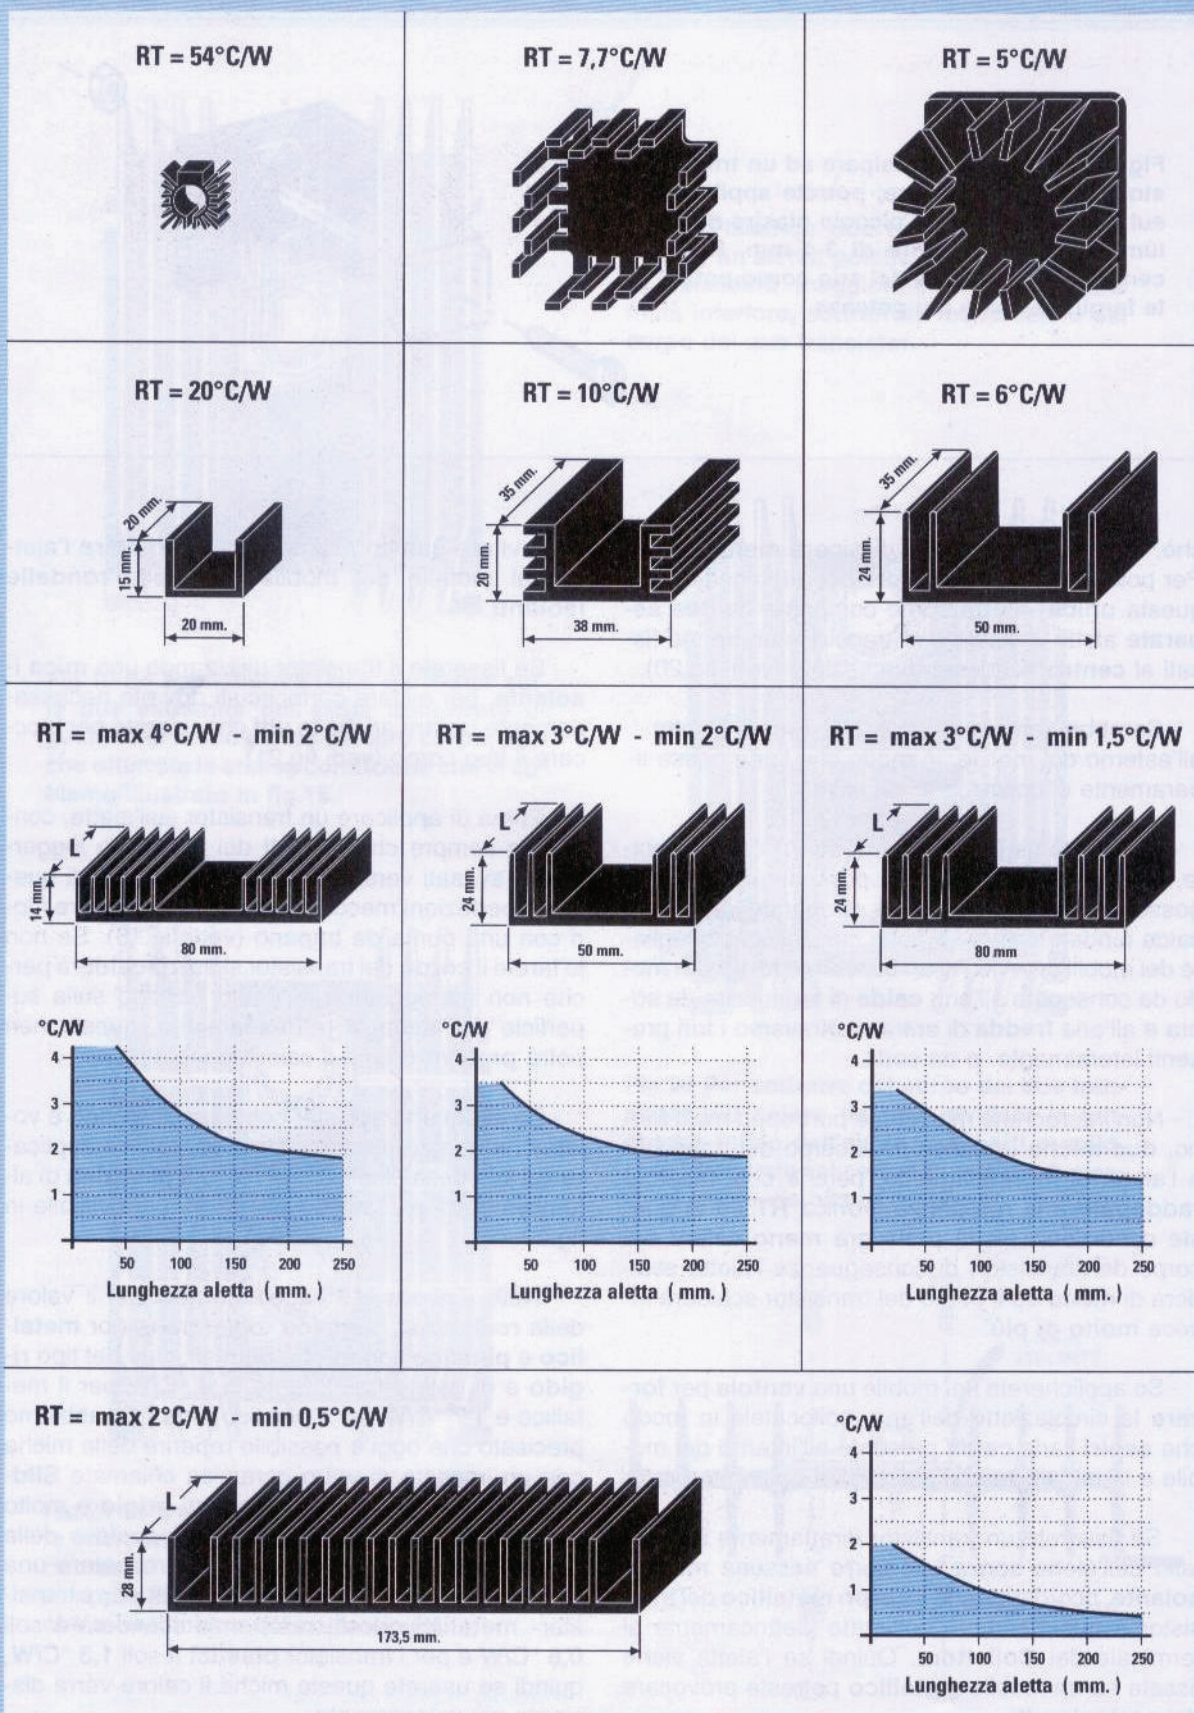 RT = 54°C/W
RT = 7,7°C/W
RT = 5°C/W
RT = 20°C/W
20 mm.
15 mm.
20 mm.
RT = 10°C/W
35 mm.
20 mm.
38 mm.
RT = 6°C/W
35 mm.
24 mm.
50 mm.
RT = max 4°C/W - min 2°C/W
L
14 mm.
80 mm.
°C/W
4
3
2
1
50 100 150 200 250
Lunghezza aletta ( mm. )
RT = max 3°C/W - min 2°C/W
L
24 mm.
50 mm.
°C/W
4
3
2
1
50 100 150 200 250
Lunghezza aletta ( mm. )
RT = max 3°C/W - min 1,5°C/W
L
24 mm.
80 mm.
°C/W
4
3
2
1
50 100 150 200 250
Lunghezza aletta ( mm. )
RT = max 2°C/W - min 0,5°C/W
L
28 mm.
173,5 mm.
°C/W
4
3
2
1
50 100 150 200 250
Lunghezza aletta ( mm. )